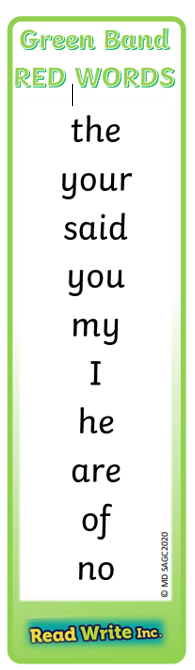 Green Band
RED WORDS
the
your
said
you
my
I
he
are
of
no
© MD SAGC2020
Read Write Inc.